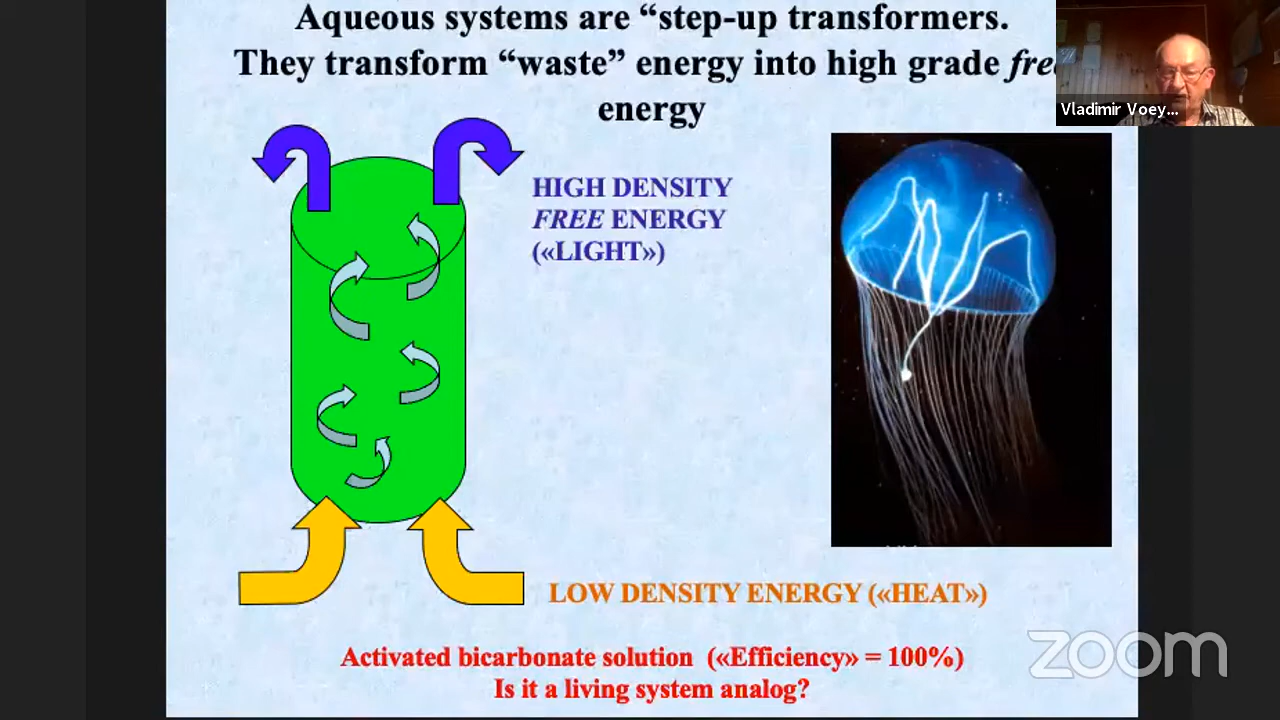 Aqueous systems are “step-up transformers.
They transform “waste” energy into high grade fre
energy
Vladimir Voey...
HIGH DENSITY
FREE ENERGY
(«LIGHT»)
LOW DENSITY ENERGY («HEAT»)
Activated bicarbonate solution («Efficiency» = 100%)
Is it a living system analog?
zoom